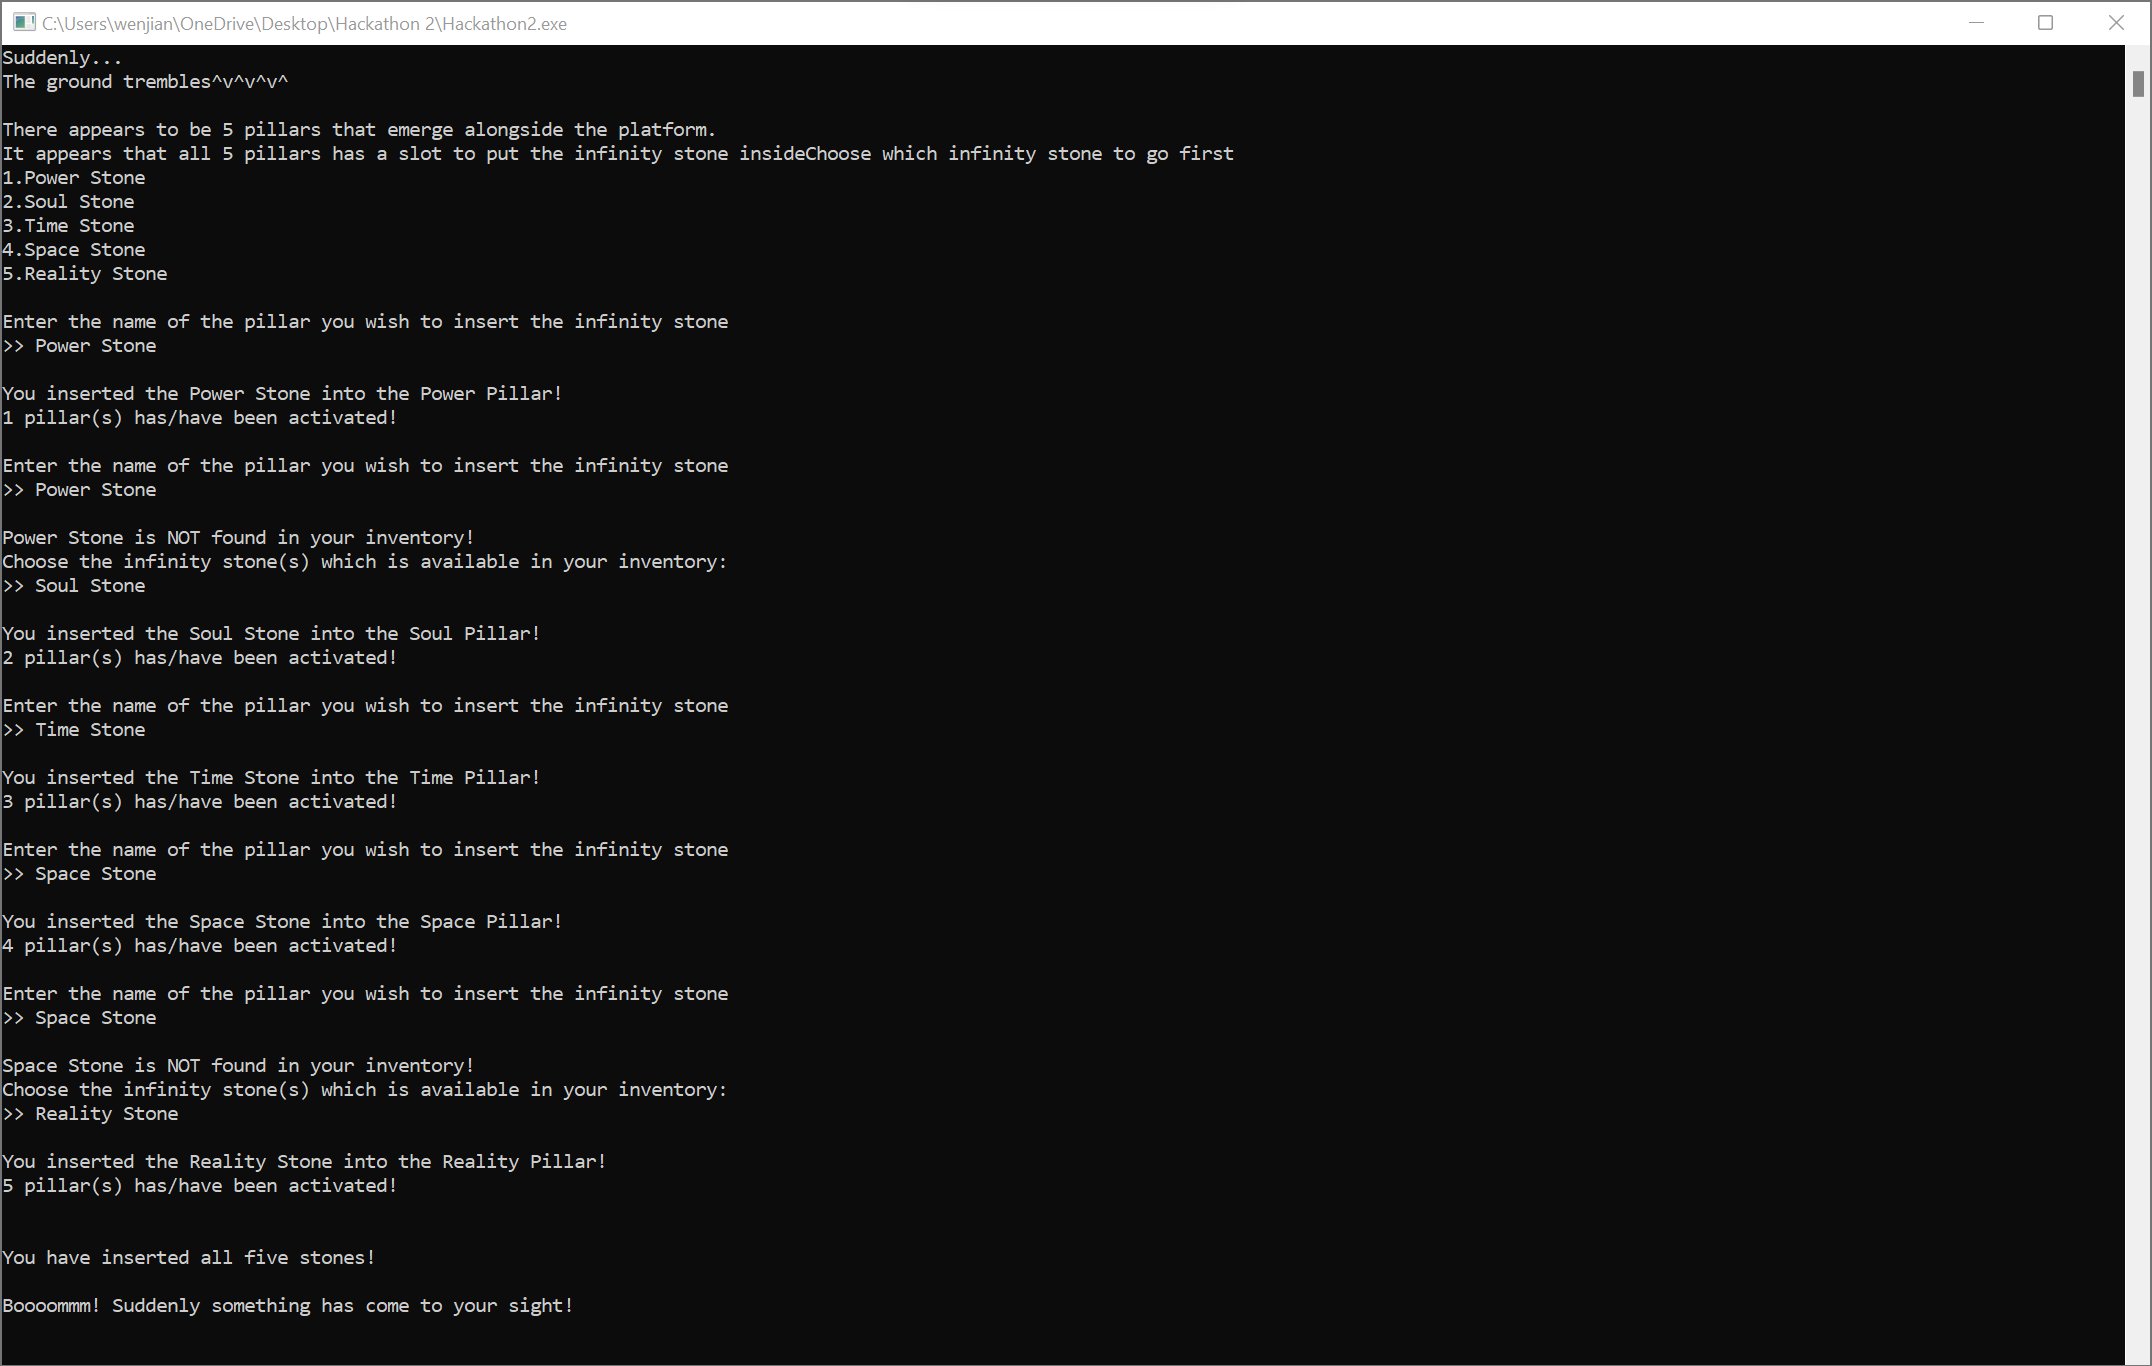 C:\Users\wenjian\OneDrive\Desktop\Hackathon 2\Hackathon2.exe
Suddenly...
The ground trembles^v^v^v^
There appears to be 5 pillars that emerge alongside the platform.
It appears that all 5 pillars has a slot to put the infinity stone insideChoose which infinity stone to go first
1.Power Stone
2.Soul Stone
3.Time Stone
4.Space Stone
5.Reality Stone
Enter the name of the pillar you wish to insert the infinity stone
>> Power Stone
You inserted the Power Stone into the Power Pillar!
1 pillar(s) has/have been activated!
Enter the name of the pillar you wish to insert the infinity stone
>> Power Stone
Power Stone is NOT found in your inventory!
Choose the infinity stone(s) which is available in your inventory:
>> Soul Stone
You inserted the Soul Stone into the Soul Pillar!
2 pillar(s) has/have been activated!
Enter the name of the pillar you wish to insert the infinity stone
>> Time Stone
You inserted the Time Stone into the Time Pillar!
3 pillar(s) has/have been activated!
Enter the name of the pillar you wish to insert the infinity stone
>> Space Stone
You inserted the Space Stone into the Space Pillar!
4 pillar(s) has/have been activated!
Enter the name of the pillar you wish to insert the infinity stone
>> Space Stone
Space Stone is NOT found in your inventory!
Choose the infinity stone(s) which is available in your inventory:
>> Reality Stone
You inserted the Reality Stone into the Reality Pillar!
5 pillar(s) has/have been activated!
You have inserted all five stones!
Boooommm! Suddenly something has come to your sight!